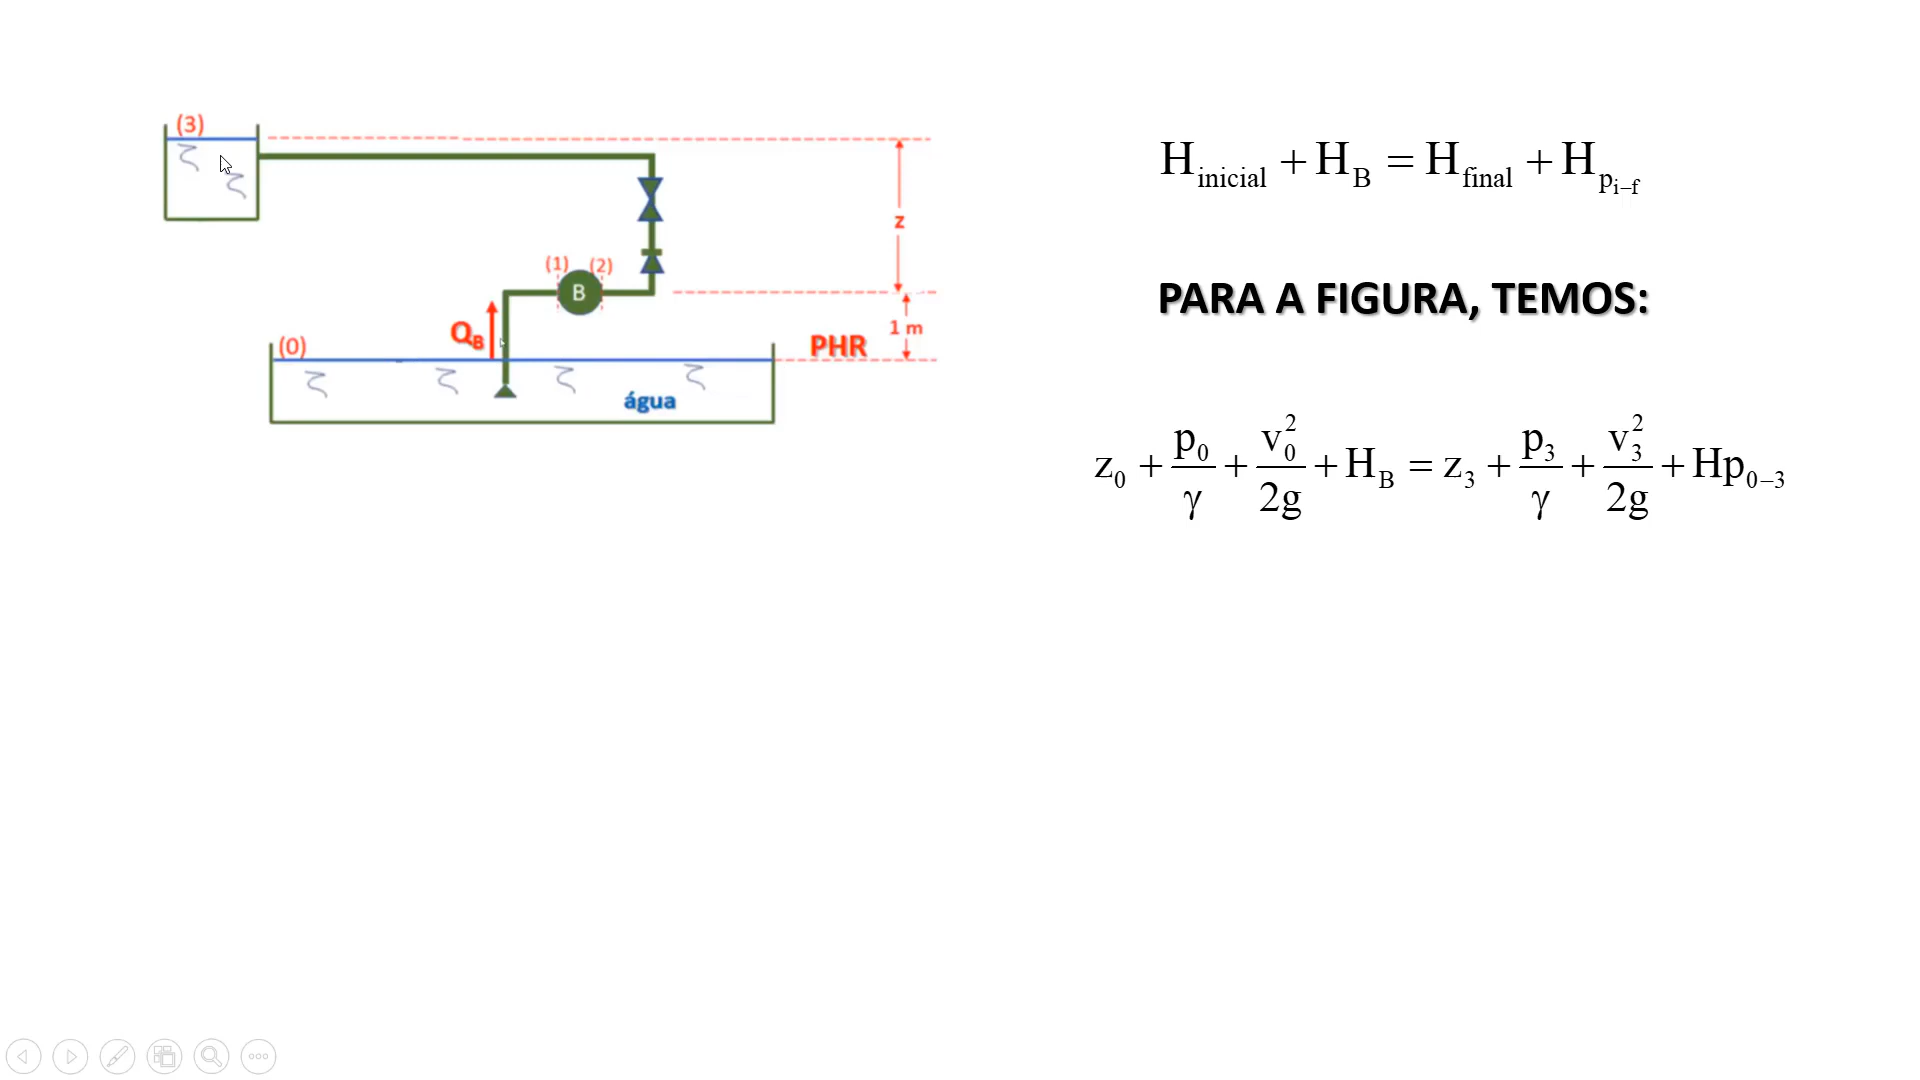 (3)
z
(1)
(2)
B
Q_B
1 m
(0)
PHR
água
H_inicial + H_B = H_final + H_p_i–f
PARA A FIGURA, TEMOS:
z_0 + p_0/γ + v_0^2/2g + H_B = z_3 + p_3/γ + v_3^2/2g + Hp_0–3